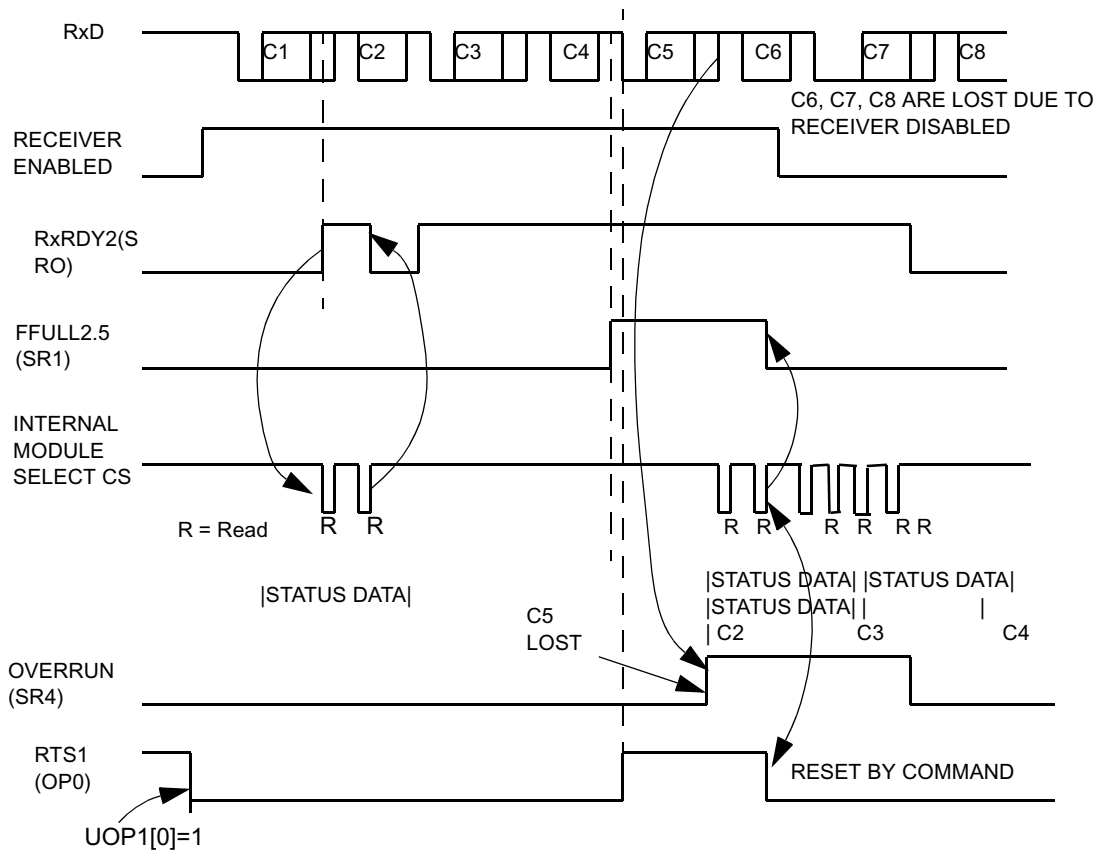 RxD
C1
C2
C3
C4
C5
C6
C7
C8
C6, C7, C8 ARE LOST DUE TO
RECEIVER DISABLED
RECEIVER
ENABLED
RxRDY2(S
RO)
FFULL2.5
(SR1)
INTERNAL
MODULE
SELECT CS
R = Read
R
R
R
R
R
R
R R
|STATUS DATA|
|STATUS DATA| |STATUS DATA|
|STATUS DATA| | |
| C2 C3 C4
C5
LOST
OVERRUN
(SR4)
RTS1
(OP0)
RESET BY COMMAND
UOP1[0]=1